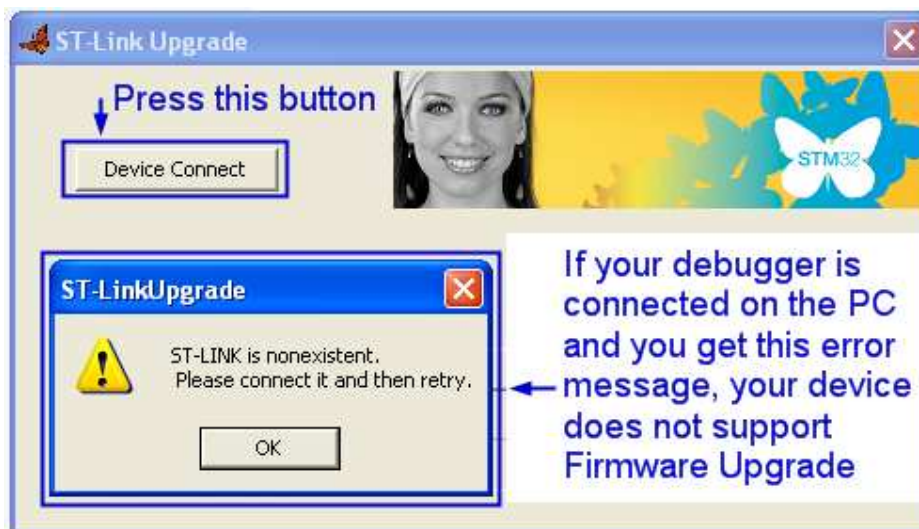 ST-Link Upgrade
Press this button
Device Connect
STM32
ST-LinkUpgrade
ST-LINK is nonexistent.
Please connect it and then retry.
OK
If your debugger is
connected on the PC
and you get this error
message, your device
does not support
Firmware Upgrade